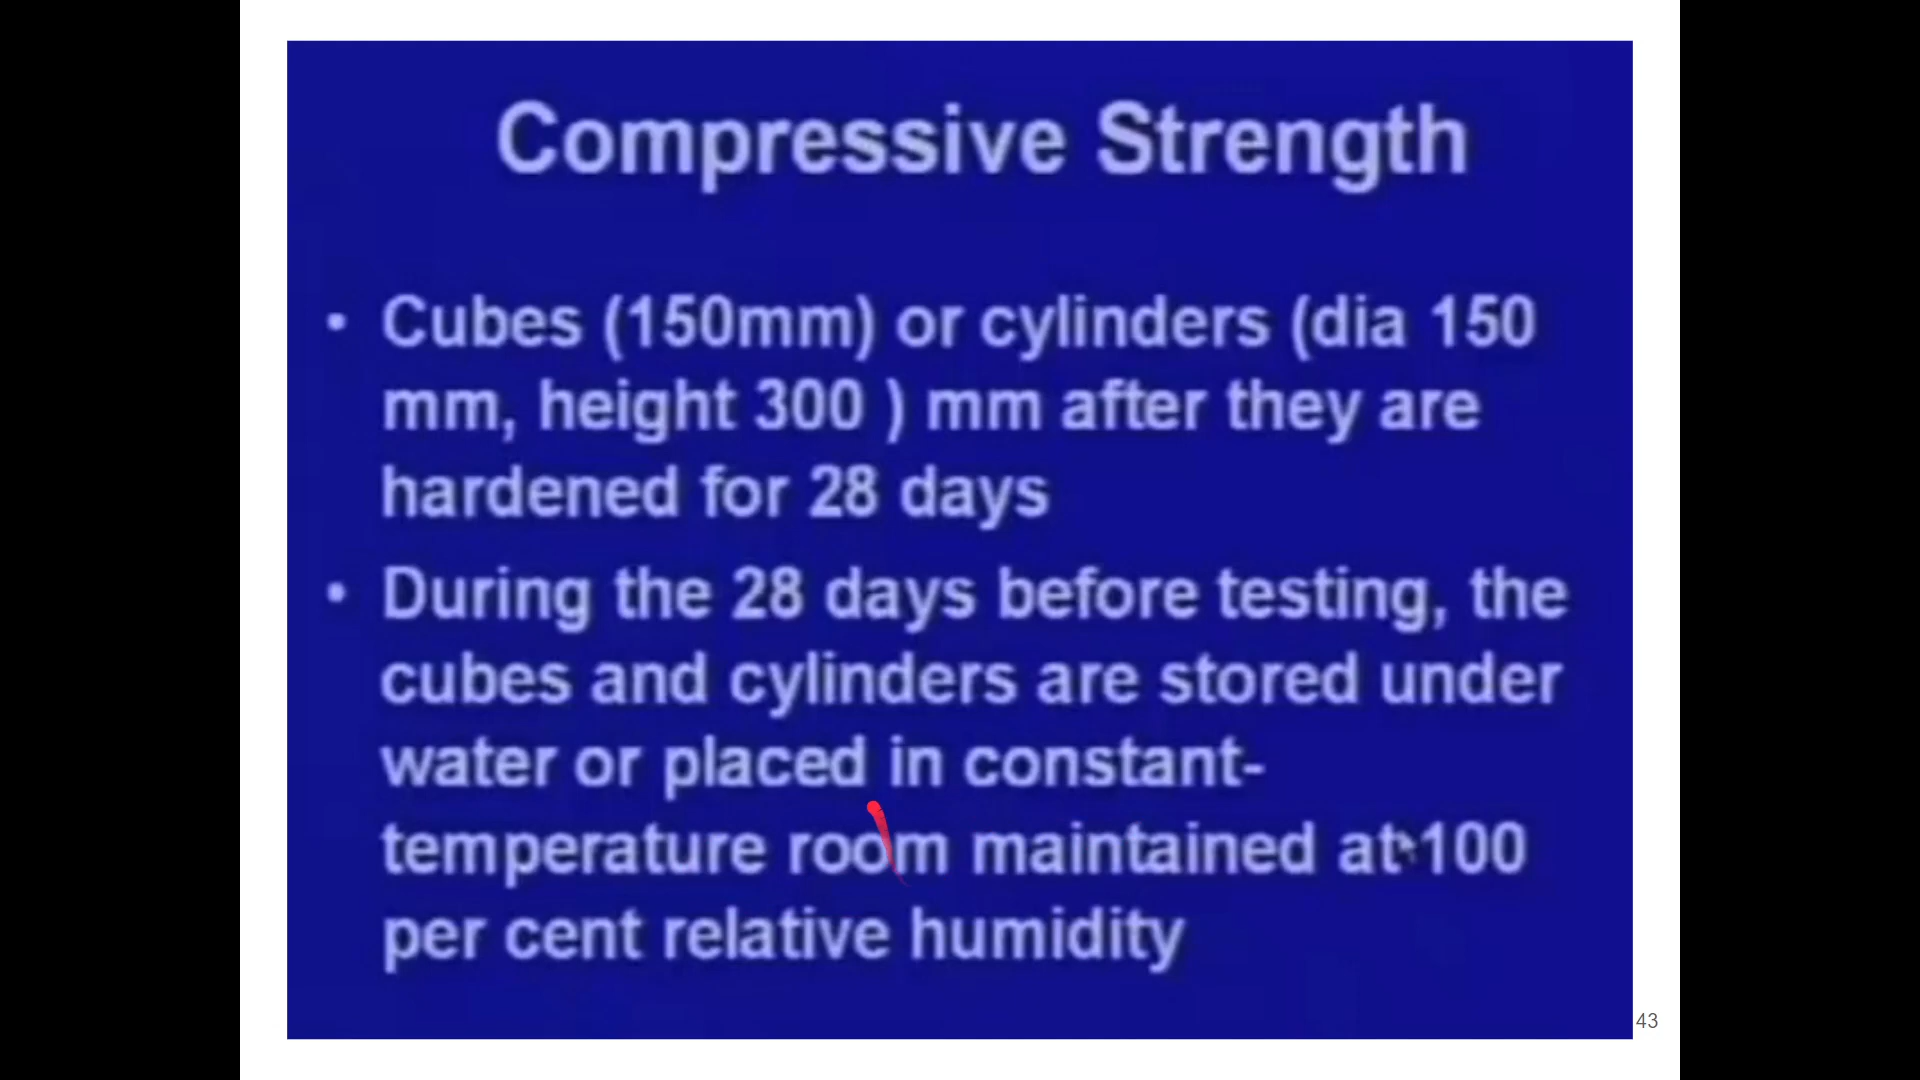 Compressive Strength
• Cubes (150mm) or cylinders (dia 150
mm, height 300 ) mm after they are
hardened for 28 days
• During the 28 days before testing, the
cubes and cylinders are stored under
water or placed in constant-
temperature room maintained at 100
per cent relative humidity
43